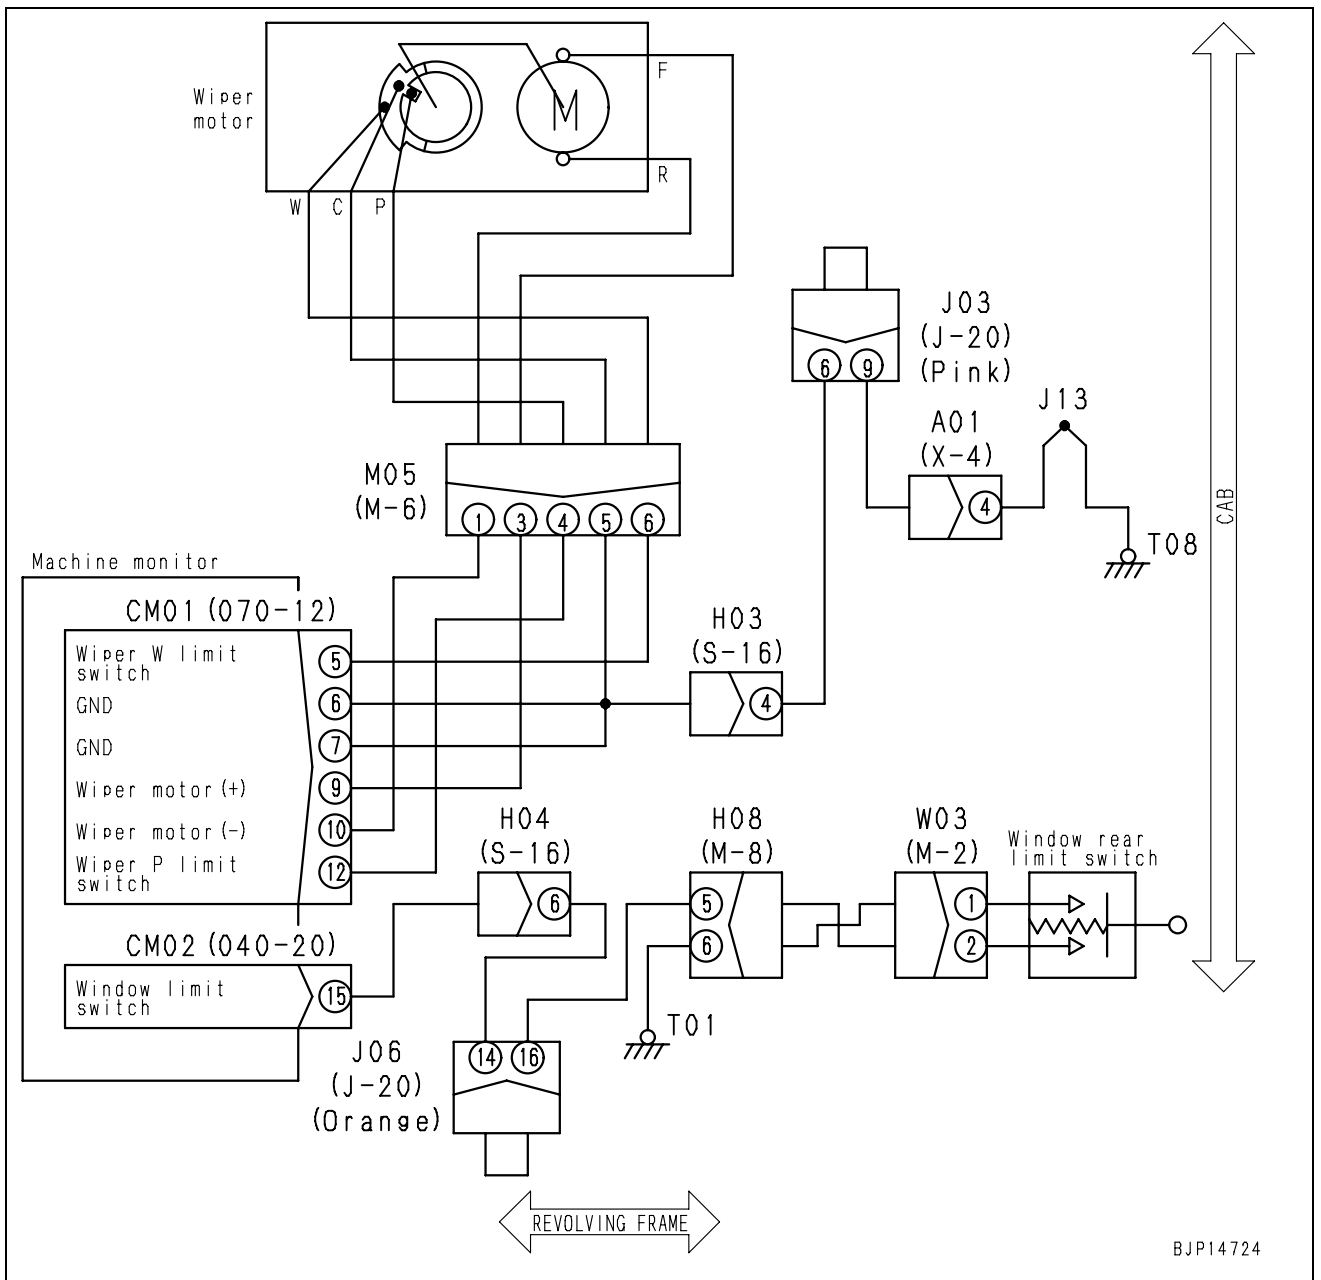 Wiper
motor
M
F
R
W C P
J03
(J-20)
(Pink)
6 9
J13
A01
(X-4)
4
T08
CAB
M05
(M-6)
1 3 4 5 6
Machine monitor
CM01 (070-12)
Wiper W limit
switch
5
GND
6
GND
7
Wiper motor (+)
9
Wiper motor (-)
10
Wiper P limit
switch
12
H03
(S-16)
4
H04
(S-16)
6
H08
(M-8)
5
6
W03
(M-2)
1
2
Window rear
limit switch
CM02 (040-20)
Window limit
switch
15
T01
J06
(J-20)
(Orange)
14 16
REVOLVING FRAME
BJP14724